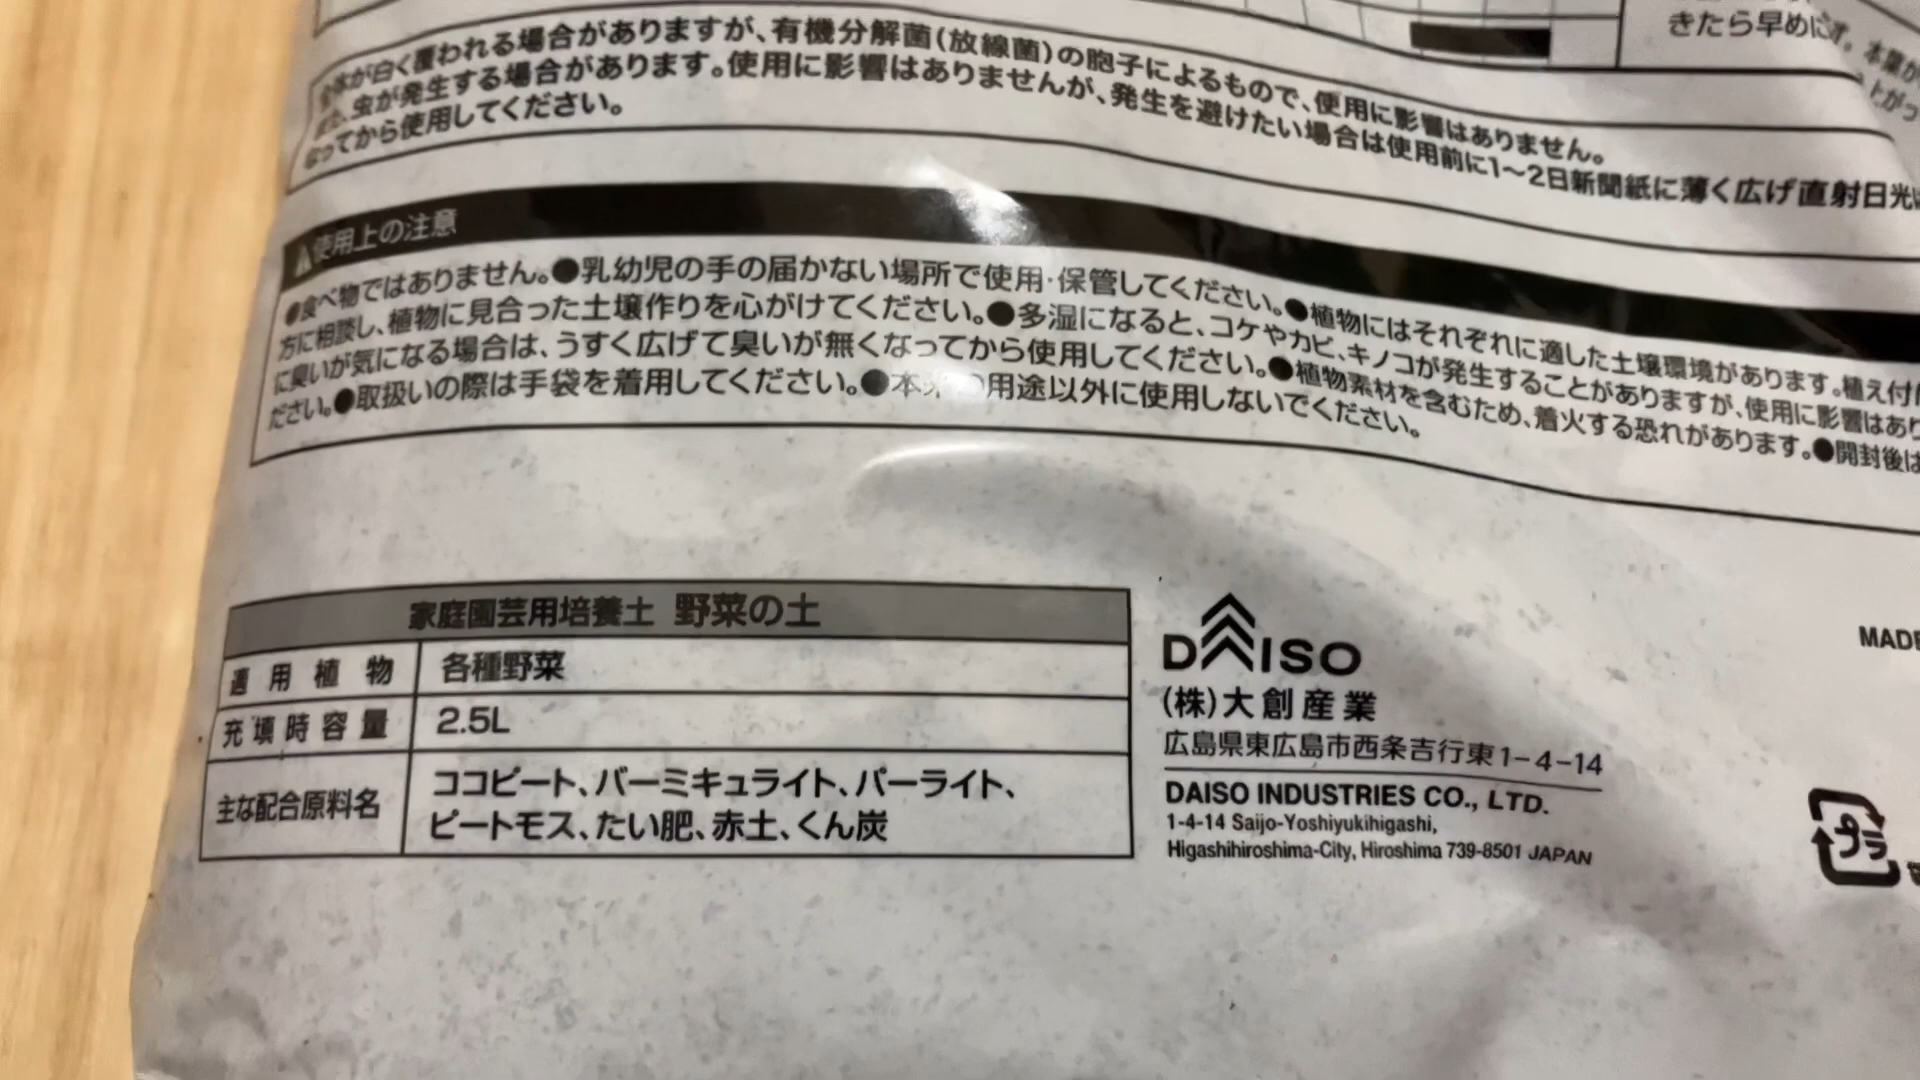 きたら早めに
す。本葉が
上がっ
全体が白く覆われる場合がありますが、有機分解菌(放線菌)の胞子によるもので、使用に影響はありません。
また、虫が発生する場合があります。使用に影響はありませんが、発生を避けたい場合は使用前に1〜2日新聞紙に薄く広げ直射日光に
なってから使用してください。
使用上の注意
●食べ物ではありません。●乳幼児の手の届かない場所で使用・保管してください。●植物にはそれぞれに適した土壌環境があります。植え付け
方に相談し、植物に見合った土壌作りを心がけてください。●多湿になると、コケやカビ、キノコが発生することがありますが、使用に影響はあり
に臭いが気になる場合は、うすく広げて臭いが無くなってから使用してください。●植物素材を含むため、着火する恐れがあります。●開封後は
ださい。●取扱いの際は手袋を着用してください。●本来の用途以外に使用しないでください。
家庭園芸用培養土 野菜の土
適用植物 各種野菜
充填時容量 2.5L
主な配合原料名 ココピート、バーミキュライト、パーライト、
ピートモス、たい肥、赤土、くん炭
DAISO
(株)大創産業
広島県東広島市西条吉行東1-4-14
DAISO INDUSTRIES CO., LTD.
1-4-14 Saijo-Yoshiyukihigashi,
Higashihiroshima-City, Hiroshima 739-8501 JAPAN
MADE
プラ